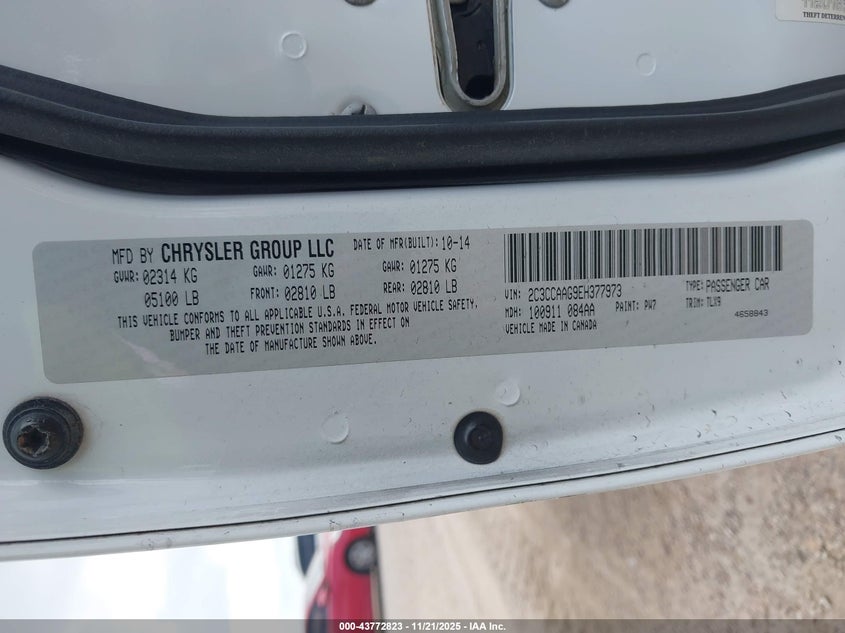 THEFT DETERREN
MFD BY CHRYSLER GROUP LLC DATE OF MFR(BUILT): 10-14
GVWR: 02314 KG GAWR: 01275 KG GAWR: 01275 KG
05100 LB FRONT: 02810 LB REAR: 02810 LB
THIS VEHICLE CONFORMS TO ALL APPLICABLE U.S.A. FEDERAL MOTOR VEHICLE SAFETY,
BUMPER AND THEFT PREVENTION STANDARDS IN EFFECT ON
THE DATE OF MANUFACTURE SHOWN ABOVE.
VIN: 2C3CCAAG9EH377973 TYPE: PASSENGER CAR
MDH: 100911 084AA PAINT: PW7 TRIM: TLX9
VEHICLE MADE IN CANADA 4658843
000-43772823 - 11/21/2025 - IAA Inc.